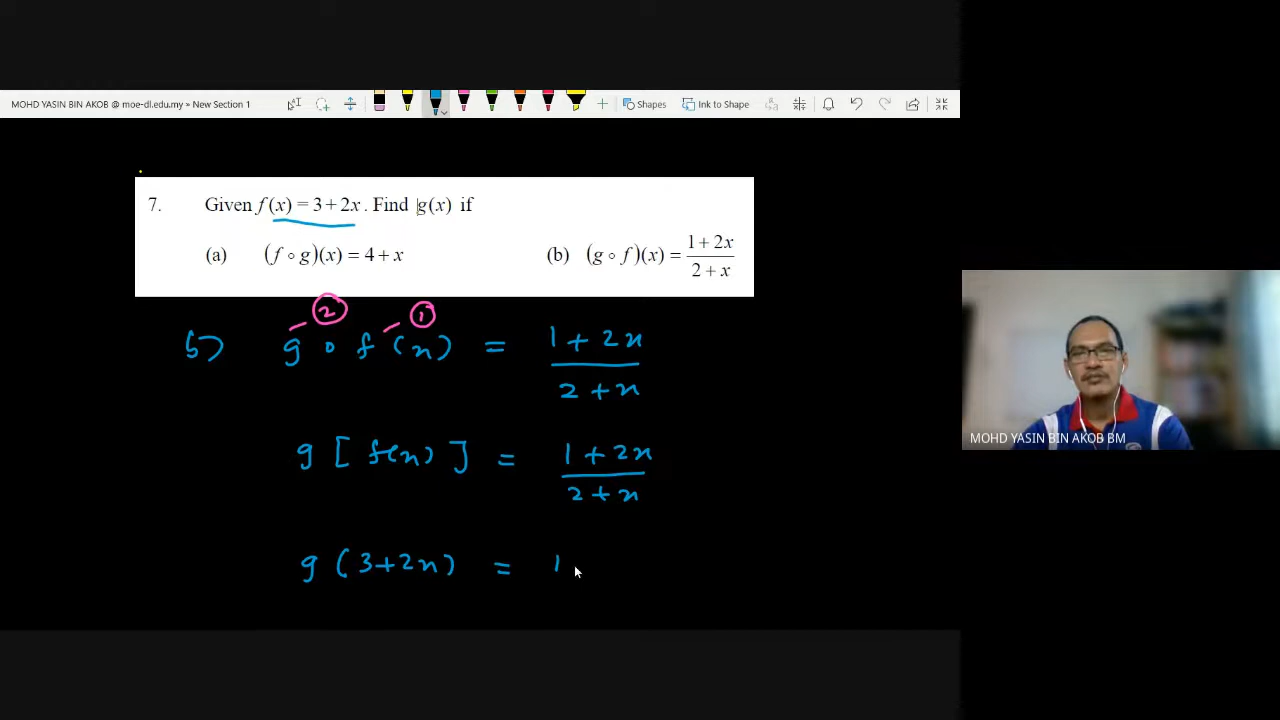 MOHD YASIN BIN AKOB @ moe-dl.edu.my » New Section 1
Shapes
Ink to Shape
7. Given f(x) = 3 + 2x. Find g(x) if
(a) (f ∘ g)(x) = 4 + x (b) (g ∘ f)(x) = (1 + 2x)/(2 + x)
2 1
b) g ∘ f (x) = (1 + 2x)/(2 + x)
g [ f(x) ] = (1 + 2x)/(2 + x)
g (3+2x) = 1
MOHD YASIN BIN AKOB BM